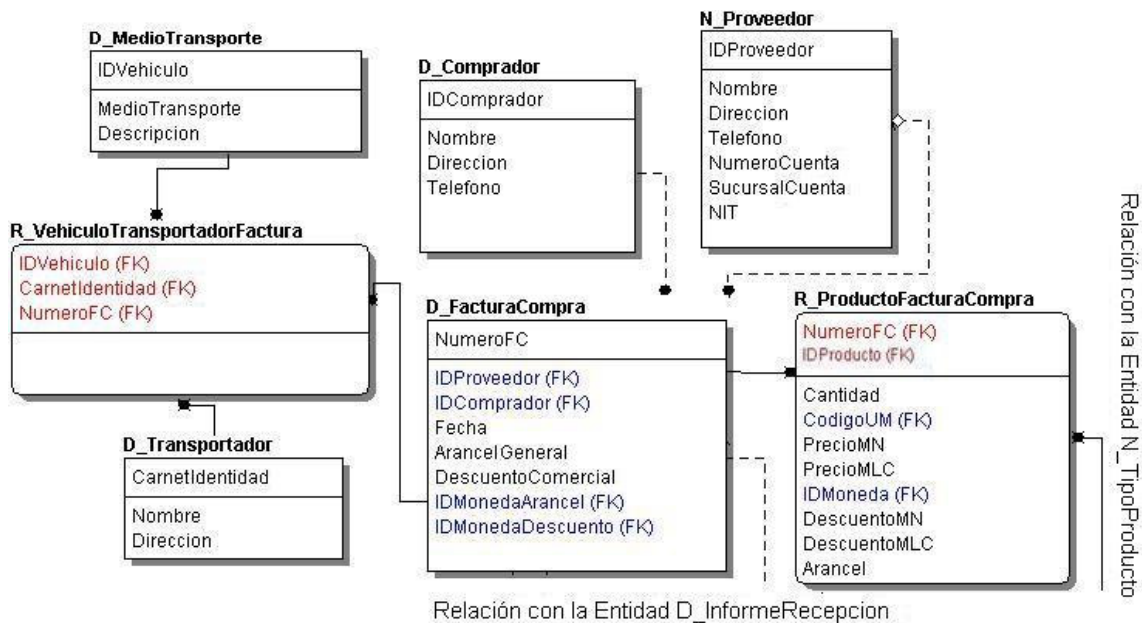 D_MedioTransporte
IDVehiculo
MedioTransporte
Descripcion
D_Comprador
IDComprador
Nombre
Direccion
Telefono
N_Proveedor
IDProveedor
Nombre
Direccion
Telefono
NumeroCuenta
SucursalCuenta
NIT
R_VehiculoTransportadorFactura
IDVehiculo (FK)
CarnetIdentidad (FK)
NumeroFC (FK)
D_FacturaCompra
NumeroFC
IDProveedor (FK)
IDComprador (FK)
Fecha
ArancelGeneral
DescuentoComercial
IDMonedaArancel (FK)
IDMonedaDescuento (FK)
R_ProductoFacturaCompra
NumeroFC (FK)
IDProducto (FK)
Cantidad
CodigoUM (FK)
PrecioMN
PrecioMLC
IDMoneda (FK)
DescuentoMN
DescuentoMLC
Arancel
Relación con la Entidad N_TipoProducto
D_Transportador
CarnetIdentidad
Nombre
Direccion
Relación con la Entidad D_InformeRecepcion